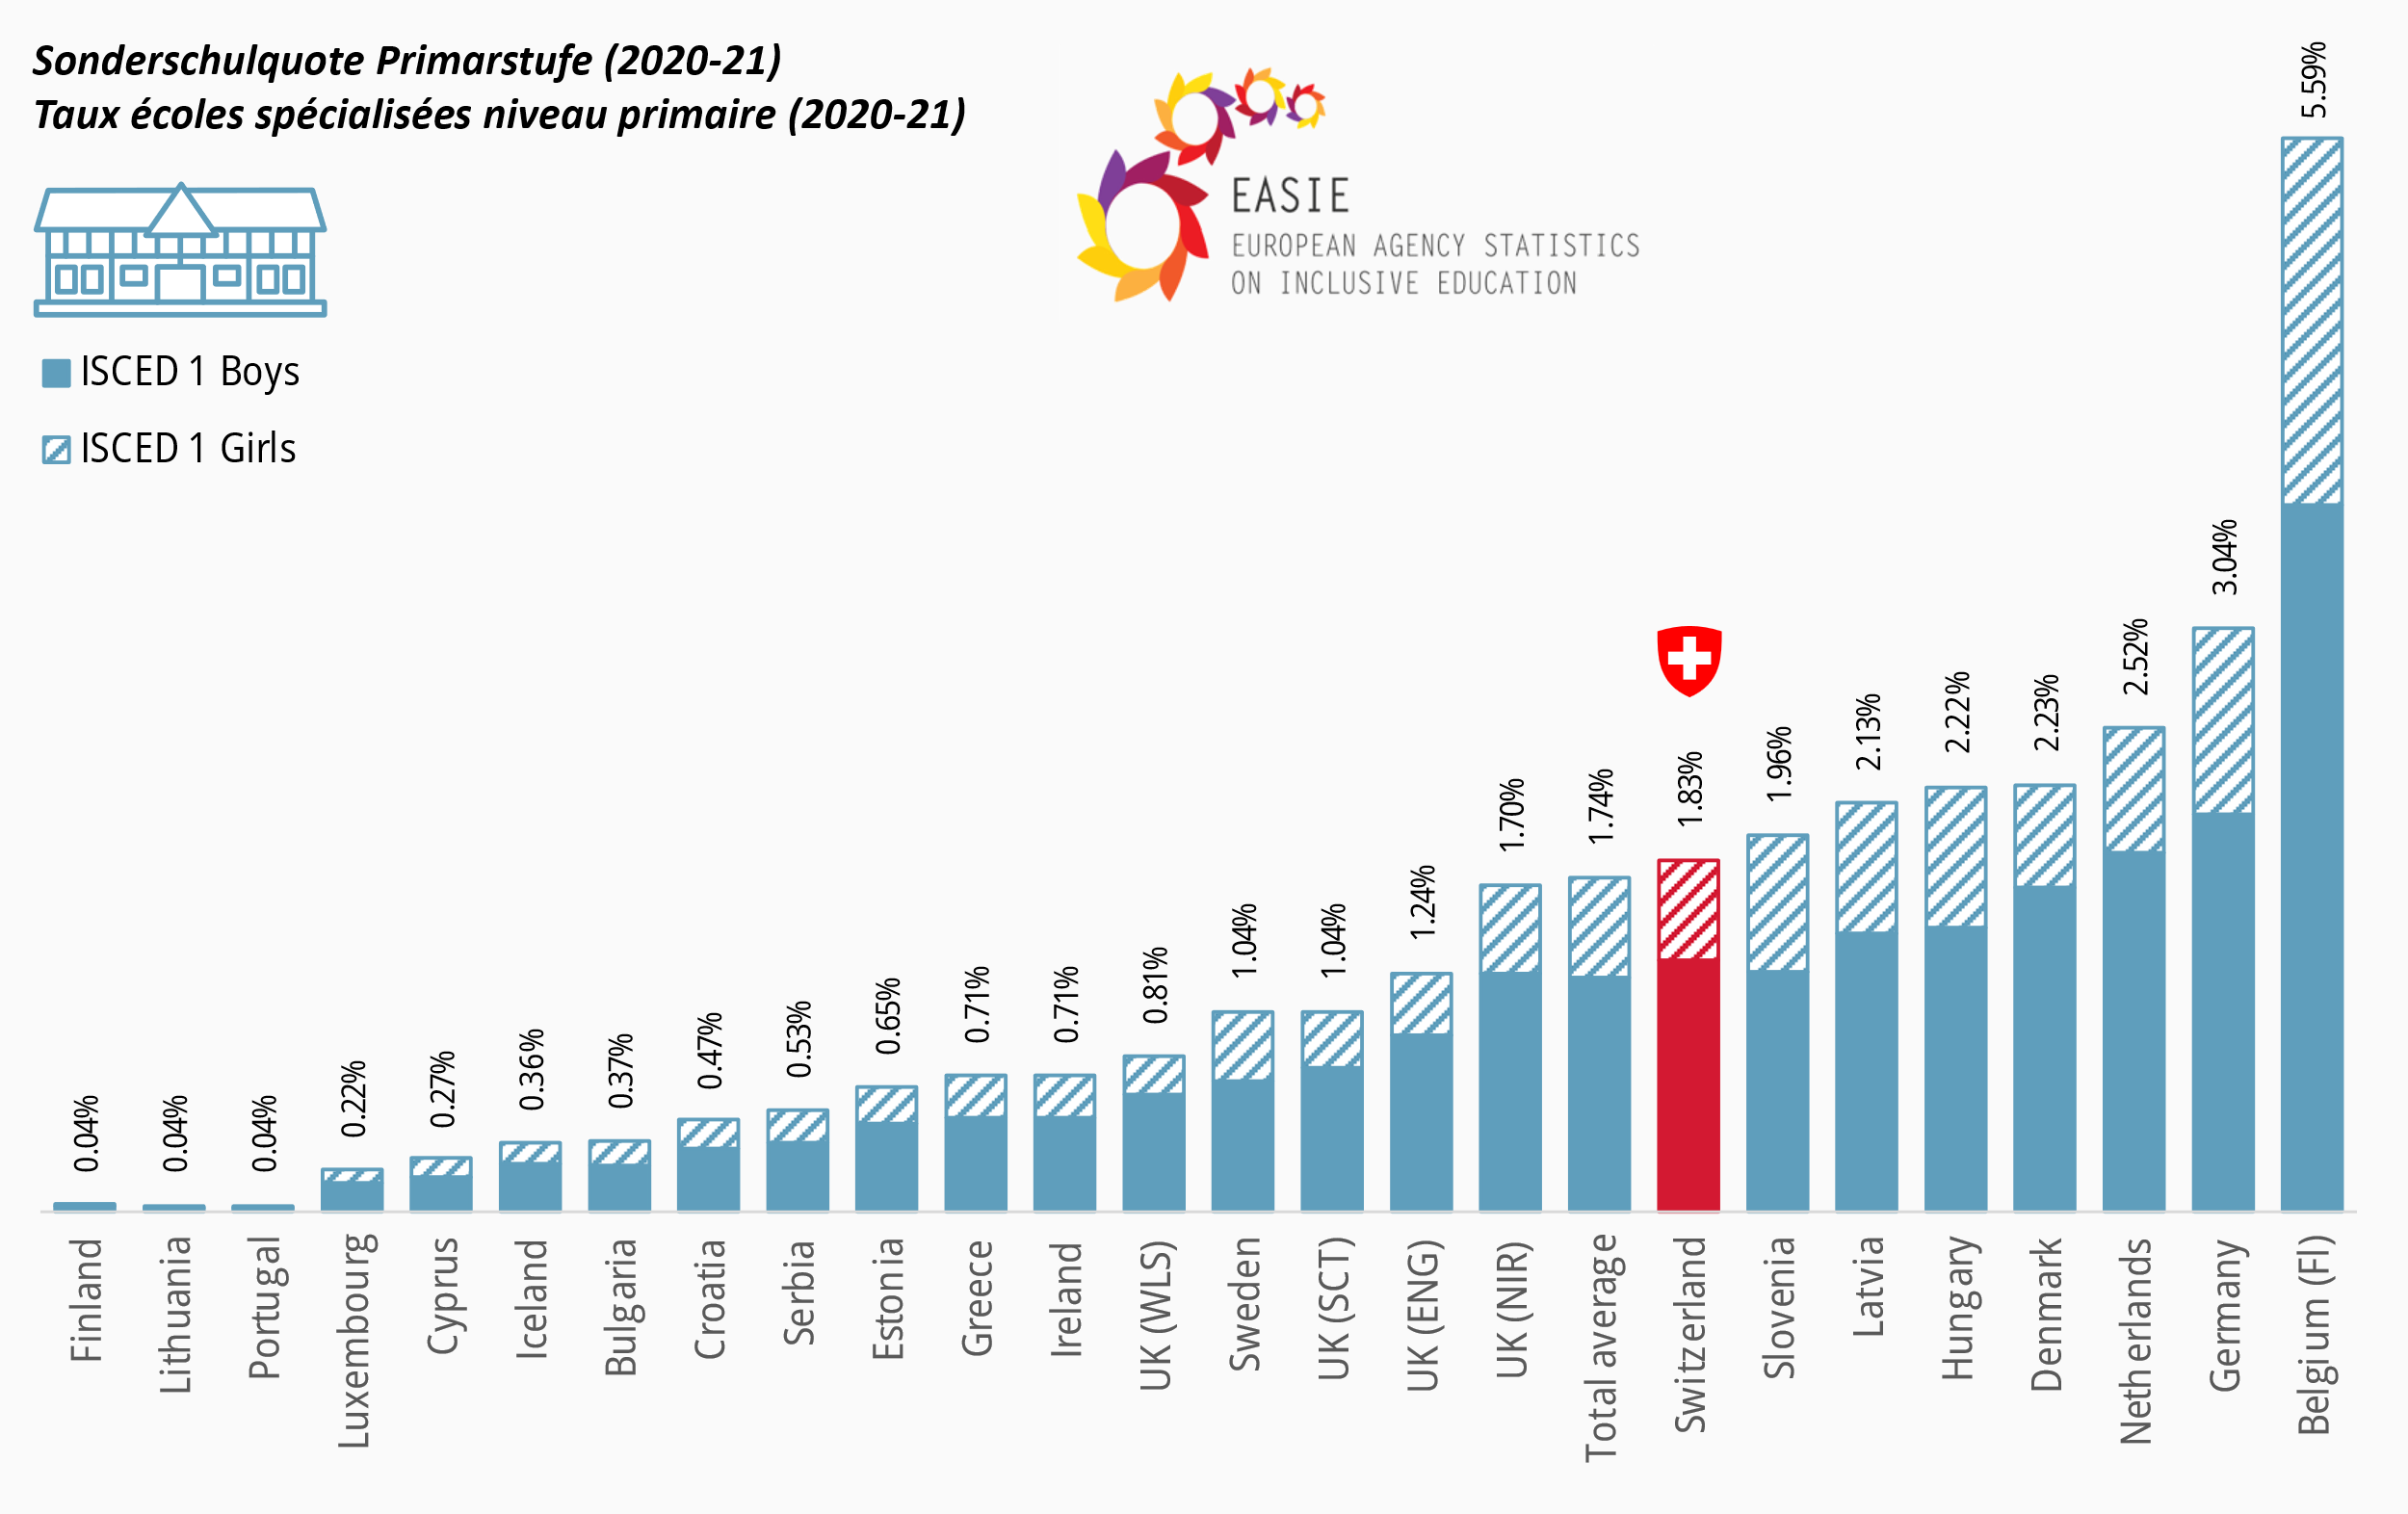 Sonderschulquote Primarstufe (2020-21)
Taux écoles spécialisées niveau primaire (2020-21)
EASIE
EUROPEAN AGENCY STATISTICS
ON INCLUSIVE EDUCATION
ISCED 1 Boys
ISCED 1 Girls
0.04%
0.04%
0.04%
0.22%
0.27%
0.36%
0.37%
0.47%
0.53%
0.65%
0.71%
0.71%
0.81%
1.04%
1.04%
1.24%
1.70%
1.74%
1.83%
1.96%
2.13%
2.22%
2.23%
2.52%
3.04%
5.59%
Finland
Lithuania
Portugal
Luxembourg
Cyprus
Iceland
Bulgaria
Croatia
Serbia
Estonia
Greece
Ireland
UK (WLS)
Sweden
UK (SCT)
UK (ENG)
UK (NIR)
Total average
Switzerland
Slovenia
Latvia
Hungary
Denmark
Netherlands
Germany
Belgium (Fl)